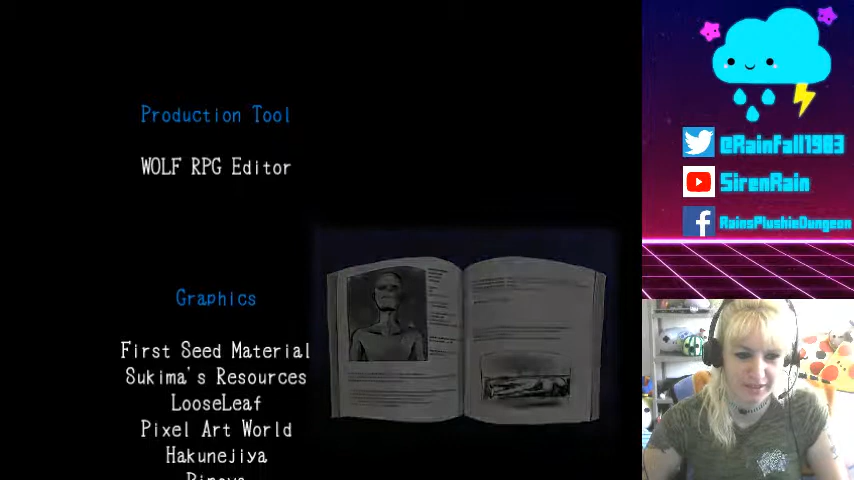 Production Tool
WOLF RPG Editor
Graphics
First Seed Material
Sukima's Resources
LooseLeaf
Pixel Art World
Hakunejiya
@Rainfall1983
SirenRain
RainsPlushieDungeon